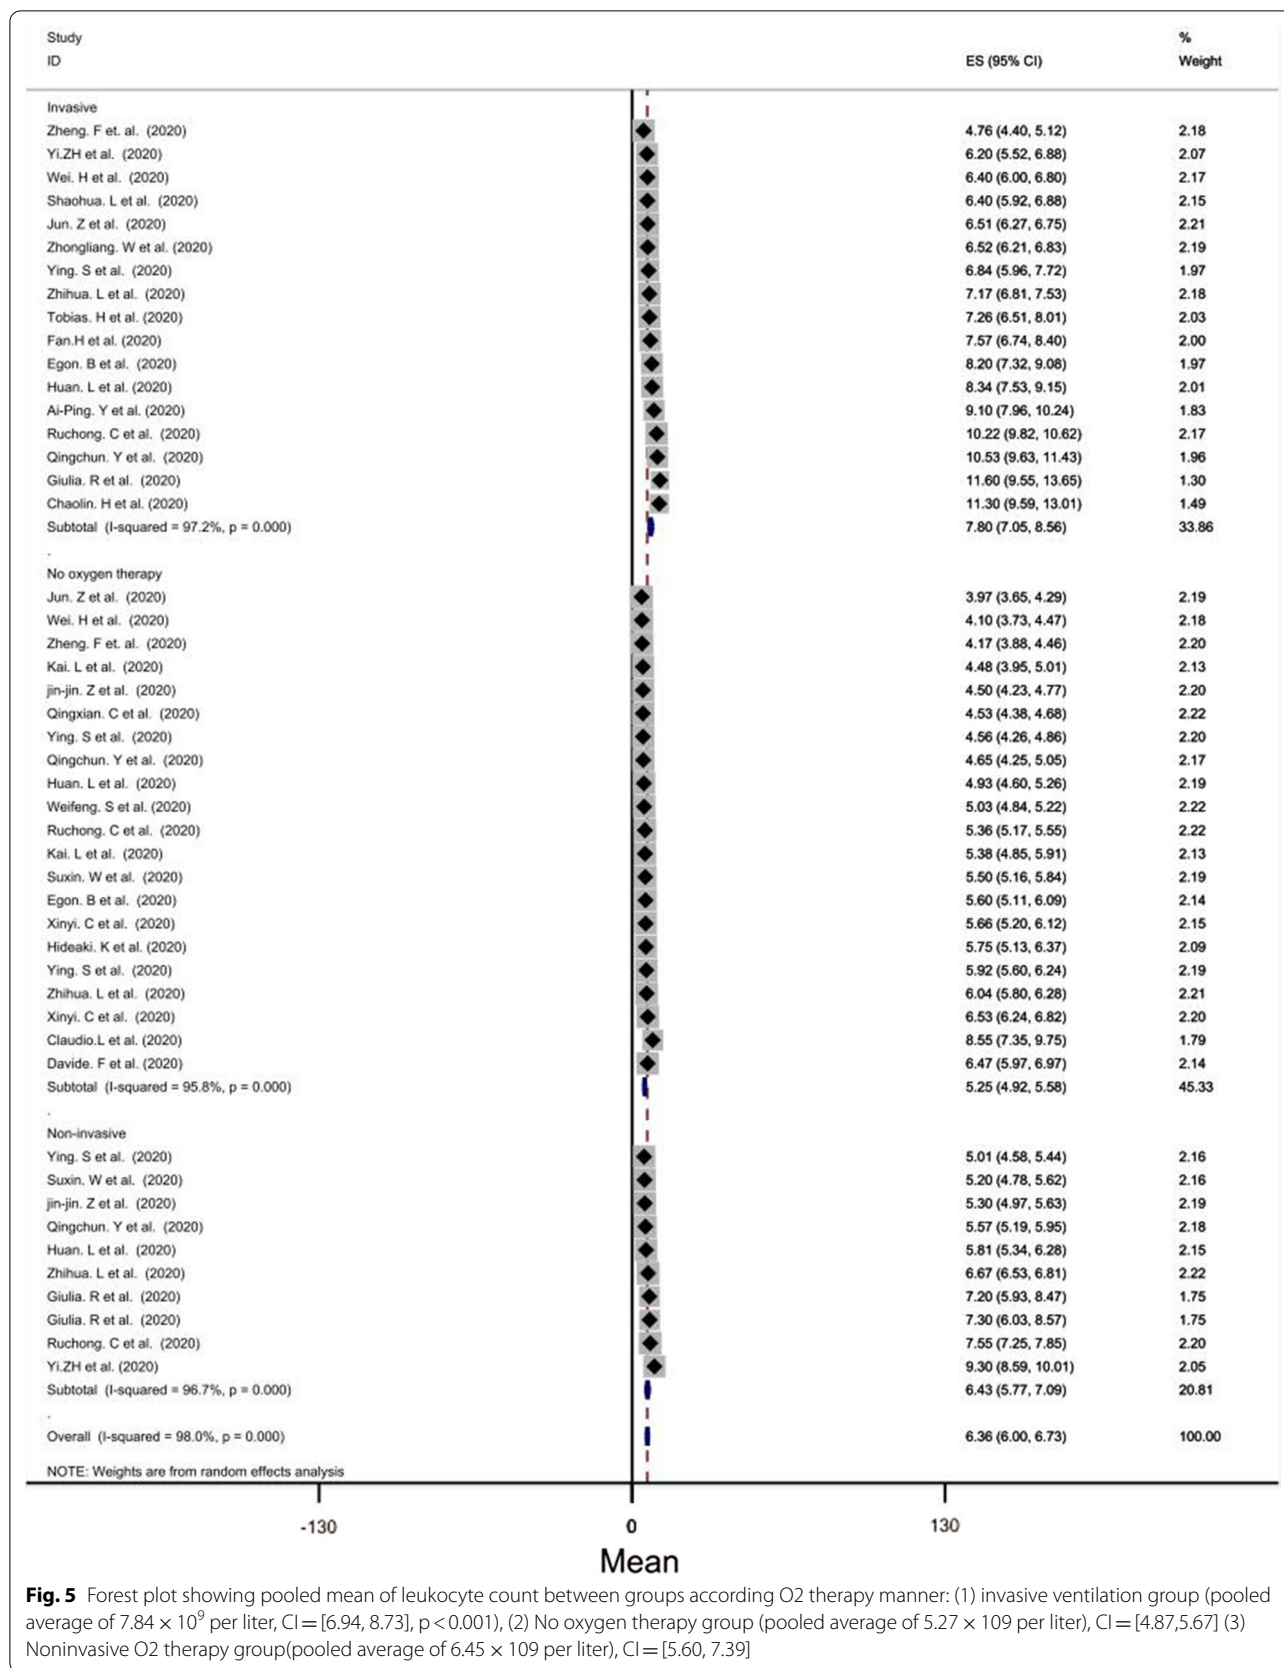 Study %
ID ES (95% CI) Weight
Invasive
Zheng. F et. al. (2020) 4.76 (4.40, 5.12) 2.18
Yi.ZH et al. (2020) 6.20 (5.52, 6.88) 2.07
Wei. H et al. (2020) 6.40 (6.00, 6.80) 2.17
Shaohua. L et al. (2020) 6.40 (5.92, 6.88) 2.15
Jun. Z et al. (2020) 6.51 (6.27, 6.75) 2.21
Zhongliang. W et al. (2020) 6.52 (6.21, 6.83) 2.19
Ying. S et al. (2020) 6.84 (5.96, 7.72) 1.97
Zhihua. L et al. (2020) 7.17 (6.81, 7.53) 2.18
Tobias. H et al. (2020) 7.26 (6.51, 8.01) 2.03
Fan.H et al. (2020) 7.57 (6.74, 8.40) 2.00
Egon. B et al. (2020) 8.20 (7.32, 9.08) 1.97
Huan. L et al. (2020) 8.34 (7.53, 9.15) 2.01
Ai-Ping. Y et al. (2020) 9.10 (7.96, 10.24) 1.83
Ruchong. C et al. (2020) 10.22 (9.82, 10.62) 2.17
Qingchun. Y et al. (2020) 10.53 (9.63, 11.43) 1.96
Giulia. R et al. (2020) 11.60 (9.55, 13.65) 1.30
Chaolin. H et al. (2020) 11.30 (9.59, 13.01) 1.49
Subtotal (I-squared = 97.2%, p = 0.000) 7.80 (7.05, 8.56) 33.86
.
No oxygen therapy
Jun. Z et al. (2020) 3.97 (3.65, 4.29) 2.19
Wei. H et al. (2020) 4.10 (3.73, 4.47) 2.18
Zheng. F et. al. (2020) 4.17 (3.88, 4.46) 2.20
Kai. L et al. (2020) 4.48 (3.95, 5.01) 2.13
jin-jin. Z et al. (2020) 4.50 (4.23, 4.77) 2.20
Qingxian. C et al. (2020) 4.53 (4.38, 4.68) 2.22
Ying. S et al. (2020) 4.56 (4.26, 4.86) 2.20
Qingchun. Y et al. (2020) 4.65 (4.25, 5.05) 2.17
Huan. L et al. (2020) 4.93 (4.60, 5.26) 2.19
Weifeng. S et al. (2020) 5.03 (4.84, 5.22) 2.22
Ruchong. C et al. (2020) 5.36 (5.17, 5.55) 2.22
Kai. L et al. (2020) 5.38 (4.85, 5.91) 2.13
Suxin. W et al. (2020) 5.50 (5.16, 5.84) 2.19
Egon. B et al. (2020) 5.60 (5.11, 6.09) 2.14
Xinyi. C et al. (2020) 5.66 (5.20, 6.12) 2.15
Hideaki. K et al. (2020) 5.75 (5.13, 6.37) 2.09
Ying. S et al. (2020) 5.92 (5.60, 6.24) 2.19
Zhihua. L et al. (2020) 6.04 (5.80, 6.28) 2.21
Xinyi. C et al. (2020) 6.53 (6.24, 6.82) 2.20
Claudio.L et al. (2020) 8.55 (7.35, 9.75) 1.79
Davide. F et al. (2020) 6.47 (5.97, 6.97) 2.14
Subtotal (I-squared = 95.8%, p = 0.000) 5.25 (4.92, 5.58) 45.33
.
Non-invasive
Ying. S et al. (2020) 5.01 (4.58, 5.44) 2.16
Suxin. W et al. (2020) 5.20 (4.78, 5.62) 2.16
jin-jin. Z et al. (2020) 5.30 (4.97, 5.63) 2.19
Qingchun. Y et al. (2020) 5.57 (5.19, 5.95) 2.18
Huan. L et al. (2020) 5.81 (5.34, 6.28) 2.15
Zhihua. L et al. (2020) 6.67 (6.53, 6.81) 2.22
Giulia. R et al. (2020) 7.20 (5.93, 8.47) 1.75
Giulia. R et al. (2020) 7.30 (6.03, 8.57) 1.75
Ruchong. C et al. (2020) 7.55 (7.25, 7.85) 2.20
Yi.ZH et al. (2020) 9.30 (8.59, 10.01) 2.05
Subtotal (I-squared = 96.7%, p = 0.000) 6.43 (5.77, 7.09) 20.81
.
Overall (I-squared = 98.0%, p = 0.000) 6.36 (6.00, 6.73) 100.00
NOTE: Weights are from random effects analysis
-130 0 130
Mean
Fig. 5 Forest plot showing pooled mean of leukocyte count between groups according O2 therapy manner: (1) invasive ventilation group (pooled
average of 7.84 × 10⁹ per liter, CI = [6.94, 8.73], p < 0.001), (2) No oxygen therapy group (pooled average of 5.27 × 109 per liter), CI = [4.87,5.67] (3)
Noninvasive O2 therapy group(pooled average of 6.45 × 109 per liter), CI = [5.60, 7.39]